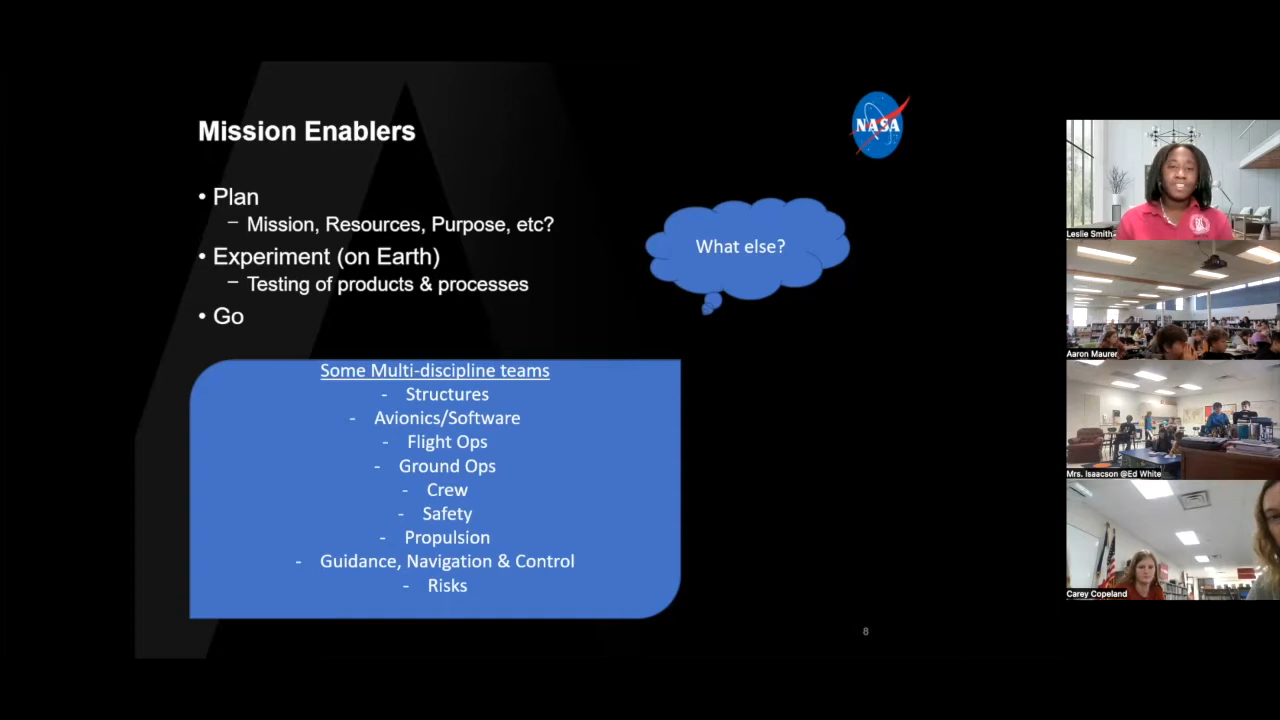 Mission Enablers
NASA
• Plan
– Mission, Resources, Purpose, etc?
What else?
• Experiment (on Earth)
– Testing of products & processes
• Go
Some Multi-discipline teams
- Structures
- Avionics/Software
- Flight Ops
- Ground Ops
- Crew
- Safety
- Propulsion
- Guidance, Navigation & Control
- Risks
8
Leslie Smith
Aaron Maurer
Mrs. Isaacson @Ed White
Carey Copeland